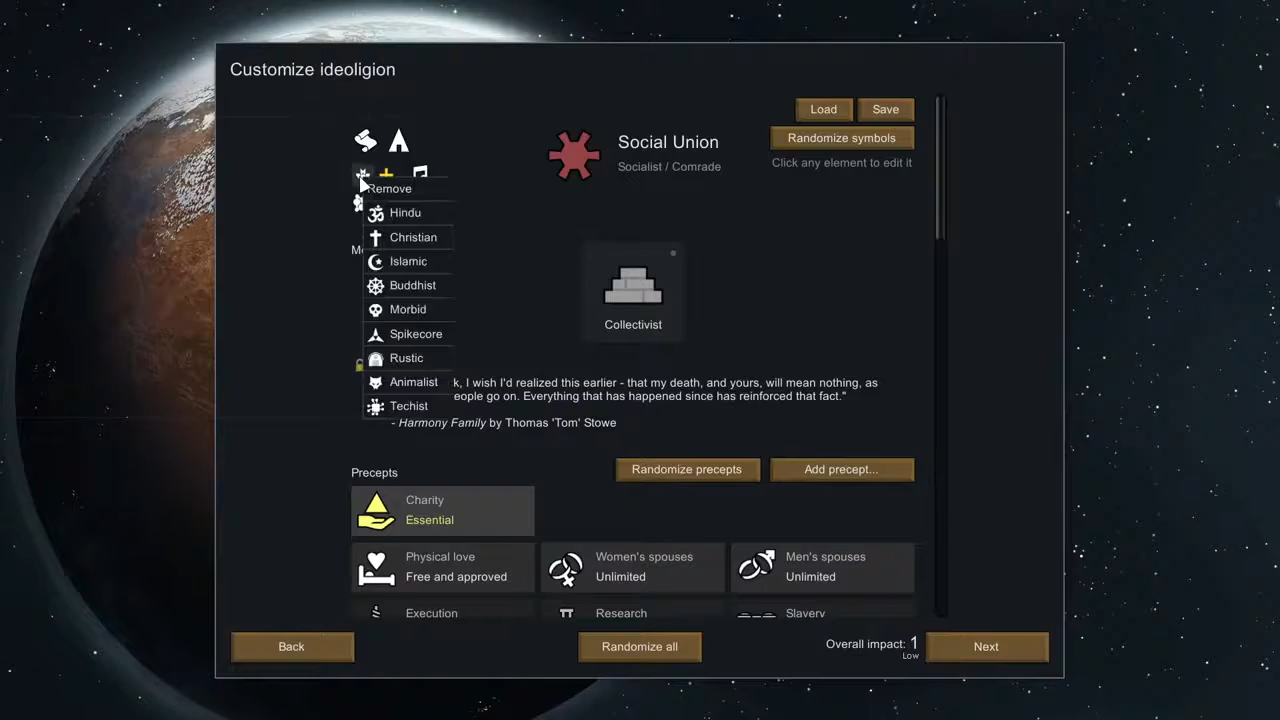 Customize ideoligion
Load
Save
Social Union
Randomize symbols
Socialist / Comrade
Click any element to edit it
Remove
Hindu
Christian
Islamic
Buddhist
Morbid
Spikecore
Rustic
Animalist
Techist
Collectivist
k, I wish I'd realized this earlier - that my death, and yours, will mean nothing, as
eople go on. Everything that has happened since has reinforced that fact."
- Harmony Family by Thomas 'Tom' Stowe
Precepts
Randomize precepts
Add precept...
Charity
Essential
Physical love
Free and approved
Women's spouses
Unlimited
Men's spouses
Unlimited
Execution
Research
Slavery
Back
Randomize all
Overall impact: 1
Low
Next